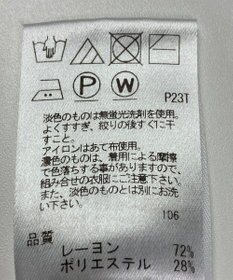 P W
P23T
淡色のものは無蛍光洗剤を使用。
よくすすぎ、絞りの後すぐに干
すこと。
アイロンはあて布使用。
濃色のものは、着用による摩擦
で色落ちする事がありますので、
組み合せの衣服にご注意下さい。
また、淡色のものとは別にお洗
い下さい。
106
品質
レーヨン 72%
ポリエステル 28%